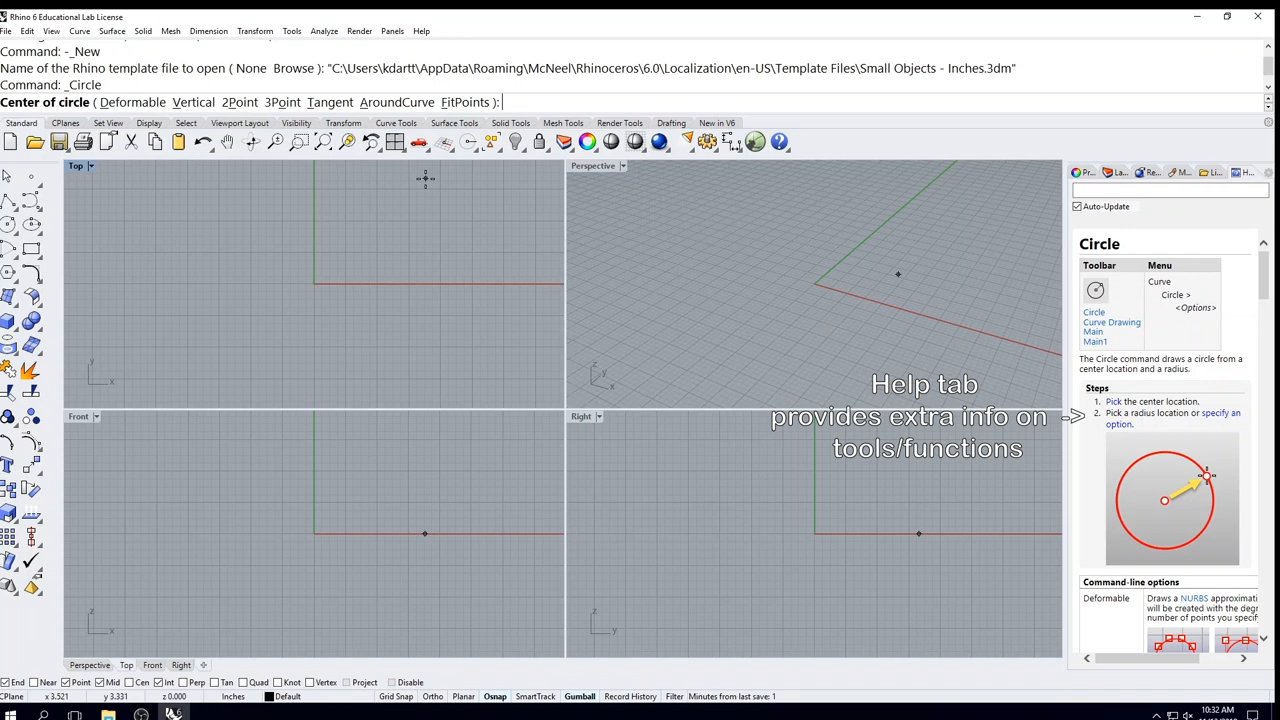 Rhino 6 Educational Lab License
File Edit View Curve Surface Solid Mesh Dimension Transform Tools Analyze Render Panels Help
Command: -_New
Name of the Rhino template file to open ( None Browse ): "C:\Users\kdartt\AppData\Roaming\McNeel\Rhinoceros\6.0\Localization\en-US\Template Files\Small Objects - Inches.3dm"
Command: _Circle
Center of circle ( Deformable Vertical 2Point 3Point Tangent AroundCurve FitPoints ):
Standard CPlanes Set View Display Select Viewport Layout Visibility Transform Curve Tools Surface Tools Solid Tools Mesh Tools Render Tools Drafting New in V6
Top
Perspective
Pr... La... Re... M... Li... H...
Auto-Update
Circle
Toolbar Menu
Curve
Circle >
<Options>
Circle
Curve Drawing
Main
Main1
The Circle command draws a circle from a
center location and a radius.
Steps
1. Pick the center location.
2. Pick a radius location or specify an
option.
Help tab
provides extra info on ->
tools/functions
y
x
z
y
x
Front
Right
z
x
z
y
Command-line options
Deformable Draws a NURBS approximati
will be created with the degr
number of points you specify
Perspective Top Front Right
End Near Point Mid Cen Int Perp Tan Quad Knot Vertex Project Disable
CPlane x 3.521 y 3.331 z 0.000 Inches Default Grid Snap Ortho Planar Osnap SmartTrack Gumball Record History Filter Minutes from last save: 1
10:32 AM